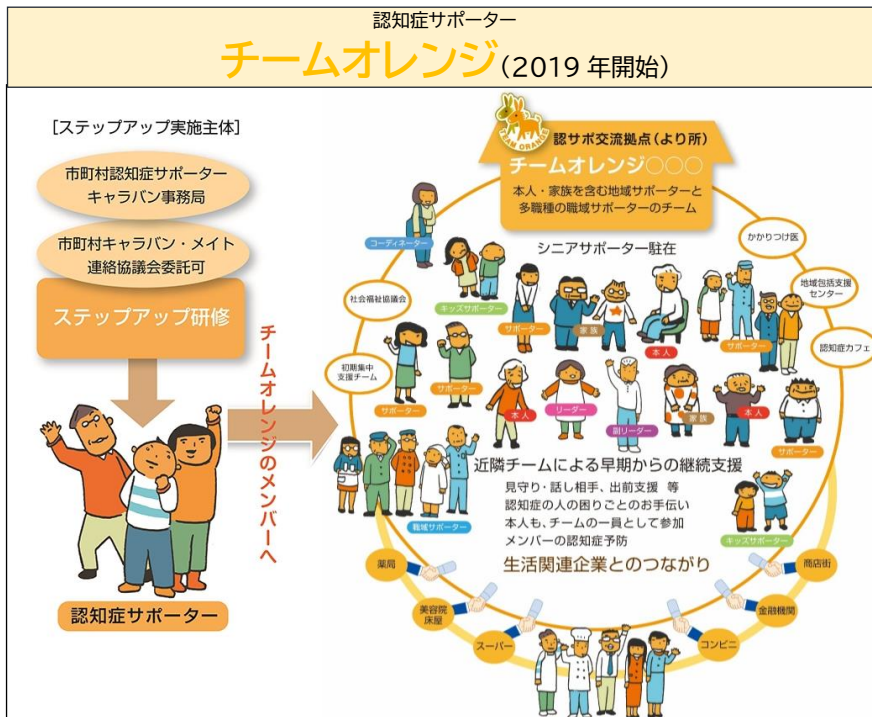 認知症サポーター
チームオレンジ(2019年開始)
[ステップアップ実施主体]
市町村認知症サポーター
キャラバン事務局
市町村キャラバン・メイト
連絡協議会委託可
ステップアップ研修
認知症サポーター
チームオレンジのメンバーへ
TEAM ORANGE
認サポ交流拠点(より所)
チームオレンジ○○○
本人・家族を含む地域サポーターと
多職種の職域サポーターのチーム
シニアサポーター駐在
コーディネーター
かかりつけ医
社会福祉協議会
地域包括支援
センター
キッズサポーター
サポーター
家族
本人
サポーター
認知症カフェ
初期集中
支援チーム
サポーター
サポーター
本人
リーダー
副リーダー
家族
本人
サポーター
職域サポーター
近隣チームによる早期からの継続支援
見守り・話し相手、出前支援 等
認知症の人の困りごとのお手伝い
本人も、チームの一員として参加
メンバーの認知症予防
キッズサポーター
生活関連企業とのつながり
薬局
商店街
美容院
床屋
金融機関
スーパー
コンビニ